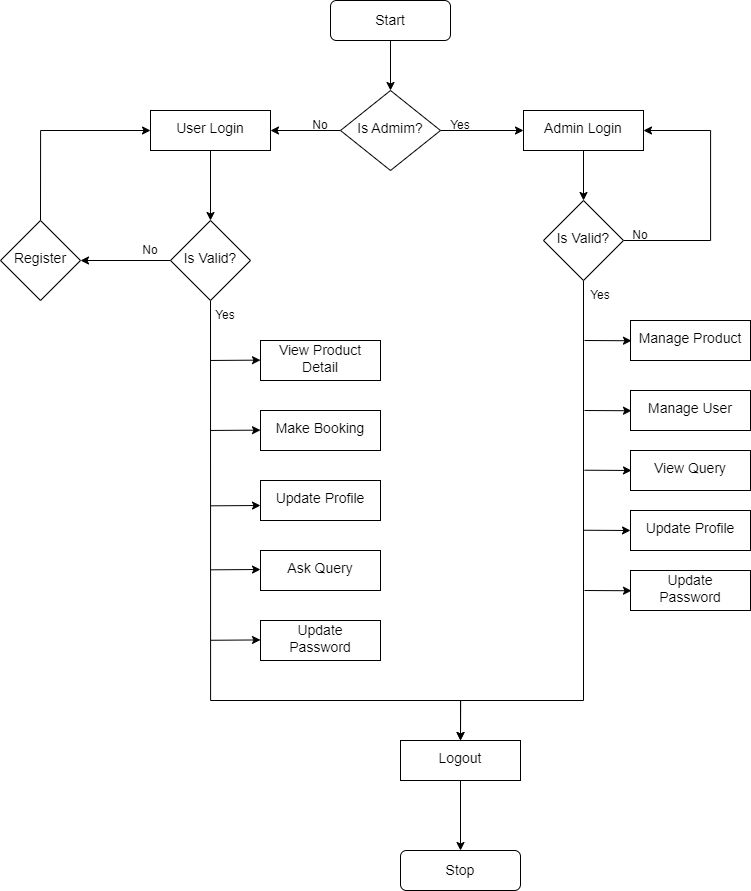 Start
Is Admim?
No
Yes
User Login
Admin Login
Register
No
Is Valid?
Yes
Is Valid?
No
Yes
View Product
Detail
Make Booking
Update Profile
Ask Query
Update
Password
Manage Product
Manage User
View Query
Update Profile
Update
Password
Logout
Stop